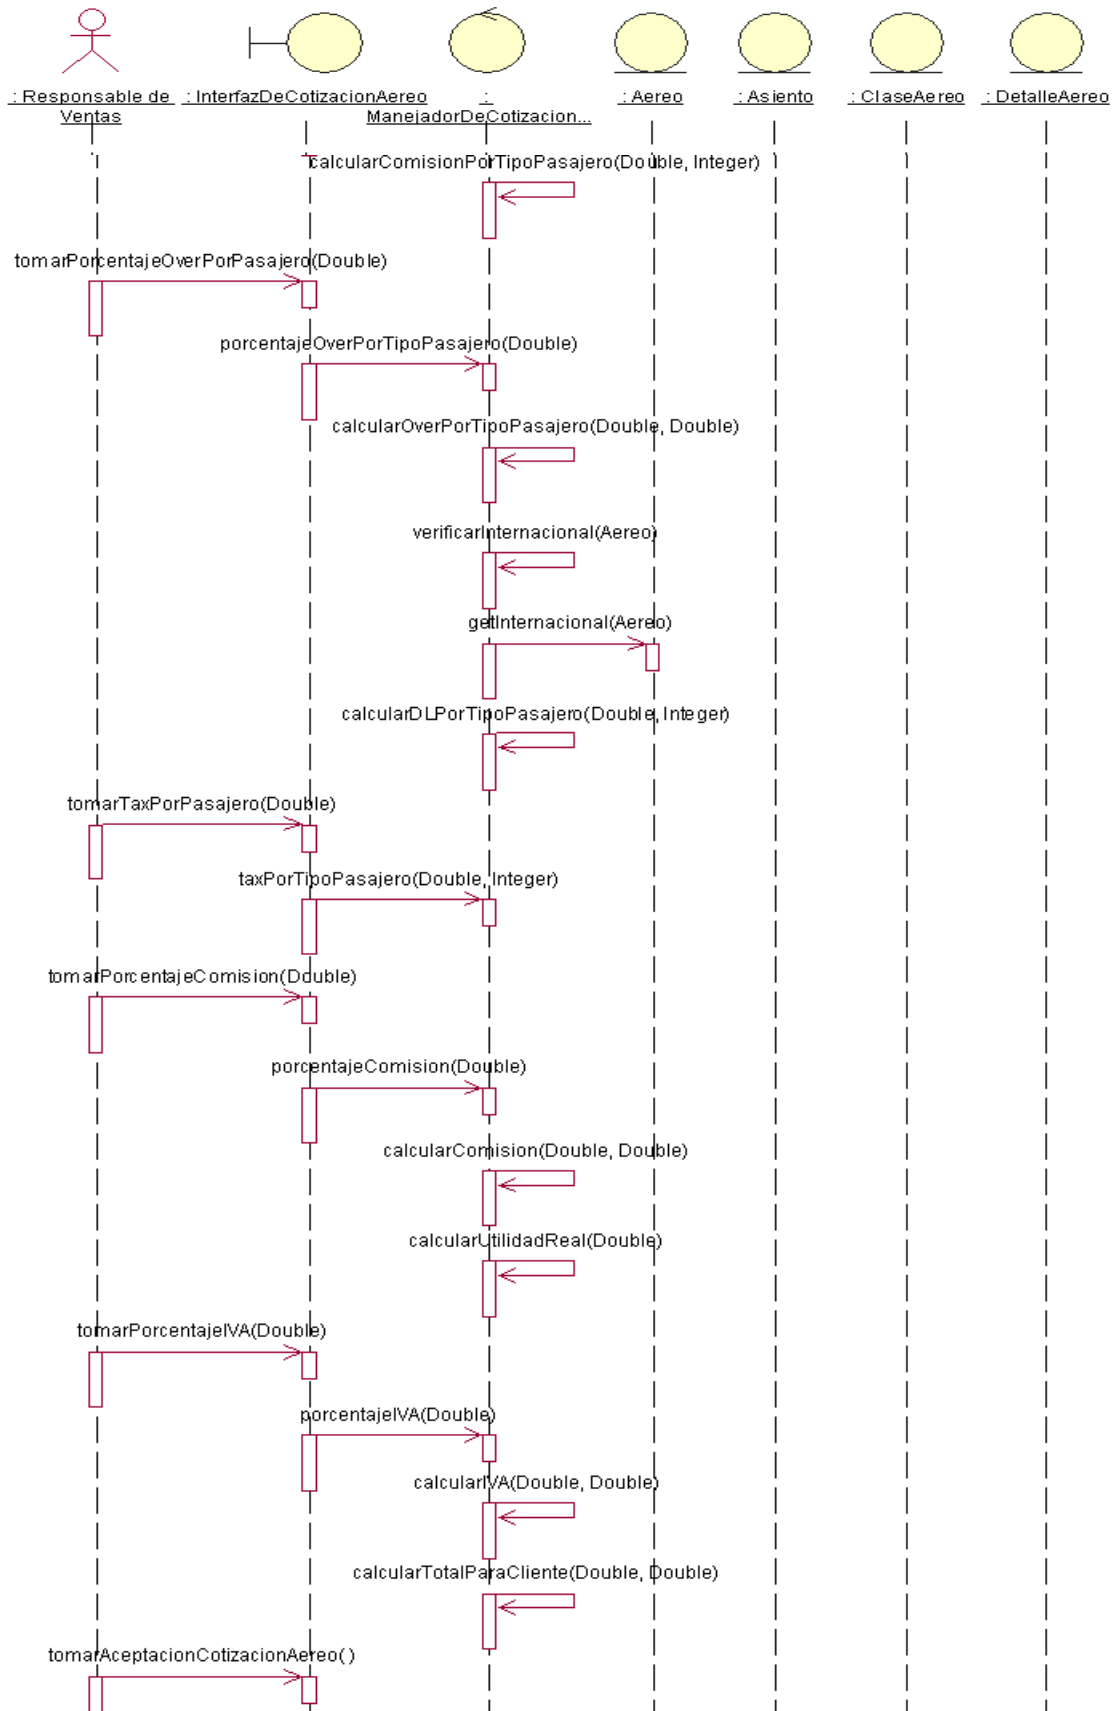 : Responsable de Ventas
: InterfazDeCotizacionAereo
:
ManejadorDeCotizacion...
: Aereo
: Asiento
: ClaseAereo
: DetalleAereo
calcularComisionPorTipoPasajero(Double, Integer)
tomarPorcentajeOverPorPasajero(Double)
porcentajeOverPorTipoPasajero(Double)
calcularOverPorTipoPasajero(Double, Double)
verificarInternacional(Aereo)
getInternacional(Aereo)
calcularDLPorTipoPasajero(Double, Integer)
tomarTaxPorPasajero(Double)
taxPorTipoPasajero(Double, Integer)
tomarPorcentajeComision(Double)
porcentajeComision(Double)
calcularComision(Double, Double)
calcularUtilidadReal(Double)
tomarPorcentajeIVA(Double)
porcentajeIVA(Double)
calcularIVA(Double, Double)
calcularTotalParaCliente(Double, Double)
tomarAceptacionCotizacionAereo( )